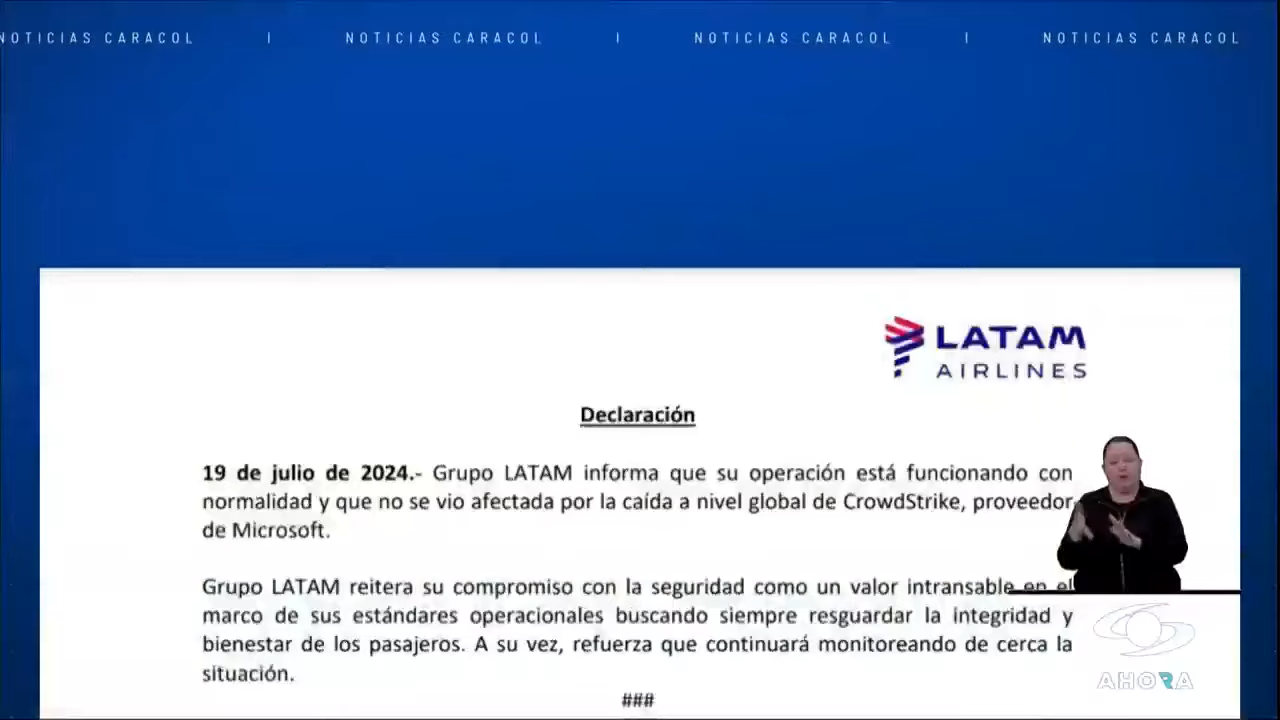 NOTICIAS CARACOL | NOTICIAS CARACOL | NOTICIAS CARACOL | NOTICIAS CARACOL
LATAM
AIRLINES
Declaración
19 de julio de 2024.- Grupo LATAM informa que su operación está funcionando con
normalidad y que no se vio afectada por la caída a nivel global de CrowdStrike, proveedor
de Microsoft.
Grupo LATAM reitera su compromiso con la seguridad como un valor intransable en el
marco de sus estándares operacionales buscando siempre resguardar la integridad y
bienestar de los pasajeros. A su vez, refuerza que continuará monitoreando de cerca la
situación.
###
AHORA